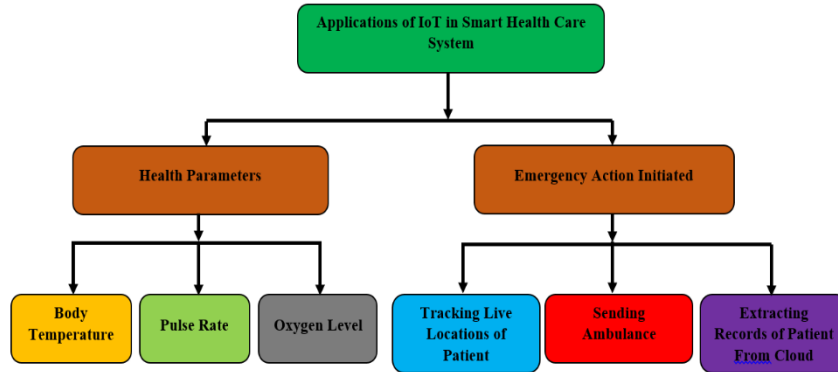 Applications of IoT in Smart Health Care
System
Health Parameters
Emergency Action Initiated
Body
Temperature
Pulse Rate
Oxygen Level
Tracking Live
Locations of
Patient
Sending
Ambulance
Extracting
Records of Patient
From Cloud